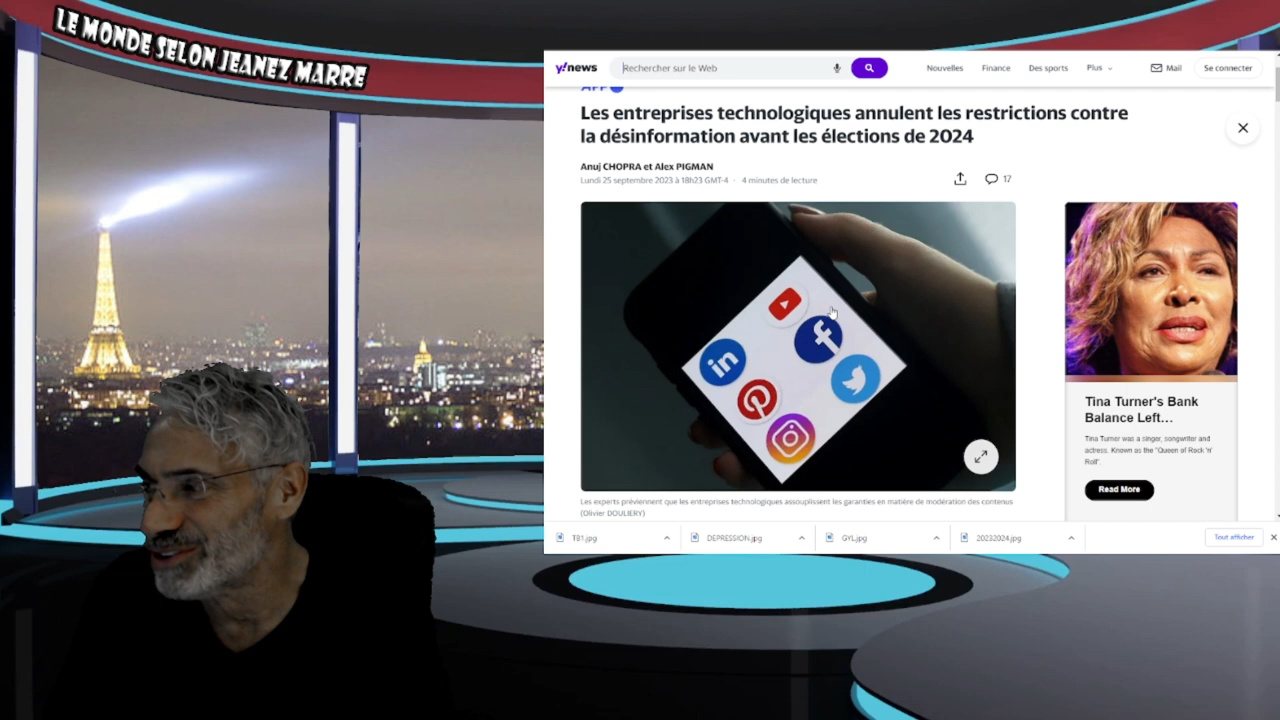 LE MONDE SELON JEANEZ MARRE
y!news
Rechercher sur le Web
Nouvelles
Finance
Des sports
Plus
Mail
Se connecter
AFP
Les entreprises technologiques annulent les restrictions contre
la désinformation avant les élections de 2024
Anuj CHOPRA et Alex PIGMAN
Lundi 25 septembre 2023 à 18h23 GMT-4 · 4 minutes de lecture
17
in
Tina Turner's Bank
Balance Left...
Tina Turner was a singer, songwriter and
actress. Known as the "Queen of Rock 'n'
Roll".
Read More
Les experts préviennent que les entreprises technologiques assouplissent les garanties en matière de modération des contenus
(Olivier DOULIERY)
TB1.jpg
DEPRESSION.jpg
GYL.jpg
20232024.jpg
Tout afficher